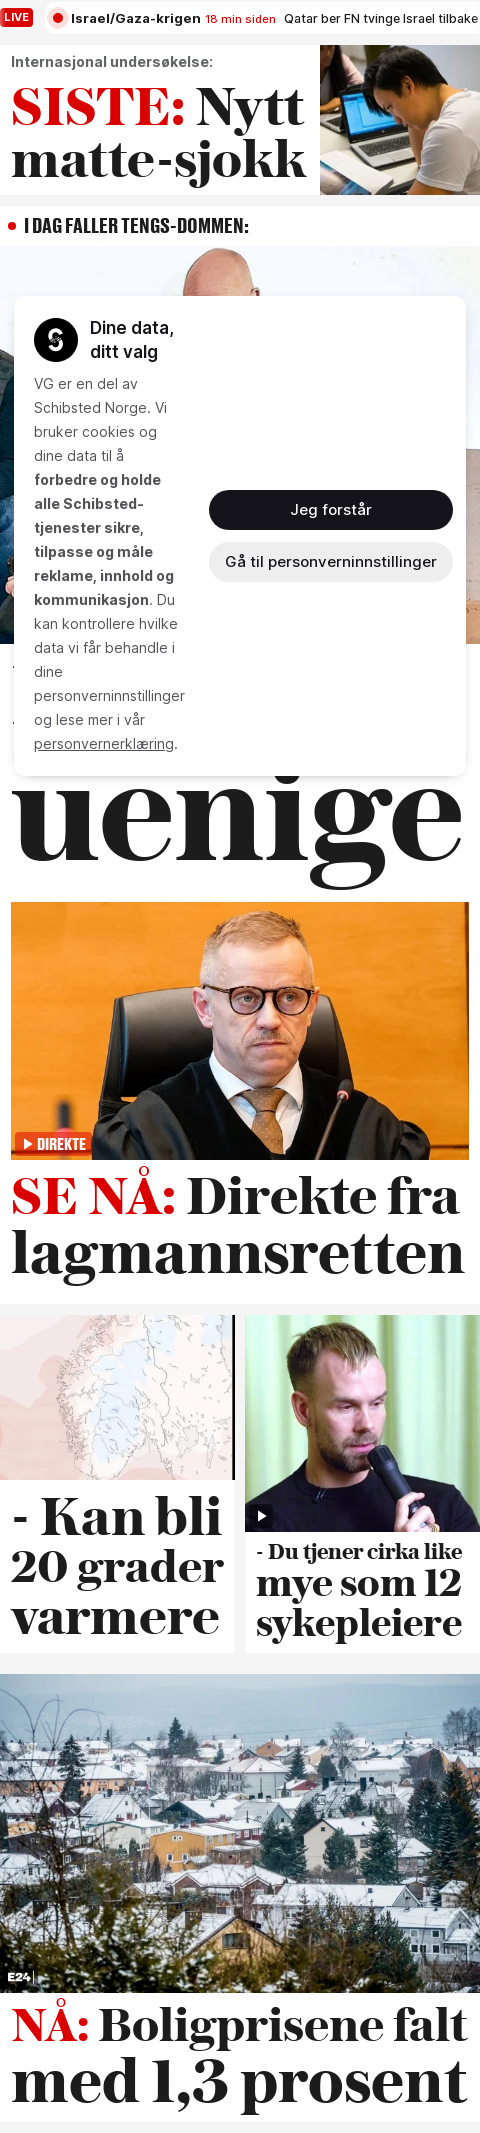 LIVE
Israel/Gaza-krigen 18 min siden Qatar ber FN tvinge Israel tilbake
Internasjonal undersøkelse:
SISTE: Nytt
matte-sjokk
I DAG FALLER TENGS-DOMMEN:
Dine data,
ditt valg
VG er en del av
Schibsted Norge. Vi
bruker cookies og
dine data til å
forbedre og holde
alle Schibsted-
tjenester sikre,
tilpasse og måle
reklame, innhold og
kommunikasjon. Du
kan kontrollere hvilke
data vi får behandle i
dine
personverninnstillinger
og lese mer i vår
personvernerklæring.
Jeg forstår
Gå til personverninnstillinger
uenige
DIREKTE
SE NÅ: Direkte fra
lagmannsretten
- Kan bli
20 grader
varmere
- Du tjener cirka like
mye som 12
sykepleiere
E24
NÅ: Boligprisene falt
med 1,3 prosent